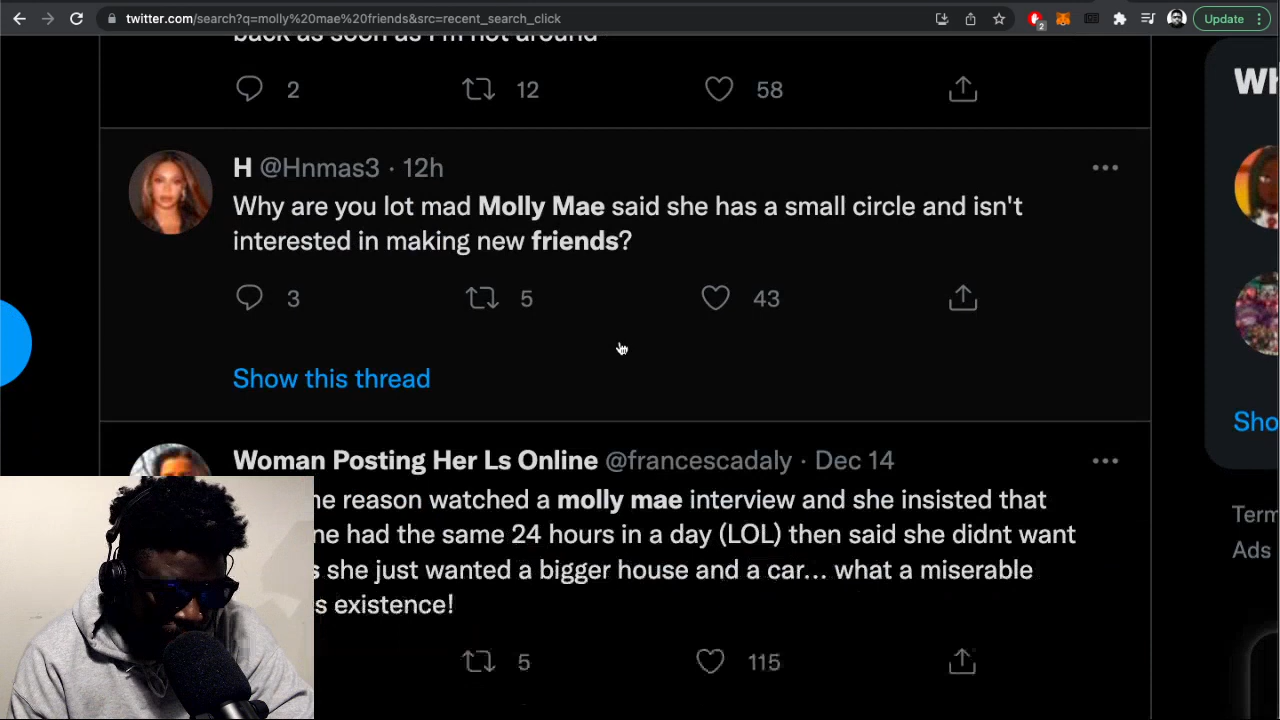 twitter.com/search?q=molly%20mae%20friends&src=recent_search_click
2
Update
back as soon as I'm not around
2 12 58
H @Hnmas3 · 12h
Why are you lot mad Molly Mae said she has a small circle and isn't
interested in making new friends?
3 5 43
Show this thread
Woman Posting Her Ls Online @francescadaly · Dec 14
me reason watched a molly mae interview and she insisted that
me had the same 24 hours in a day (LOL) then said she didnt want
s she just wanted a bigger house and a car... what a miserable
s existence!
5 115
Wh
Sho
Term
Ads